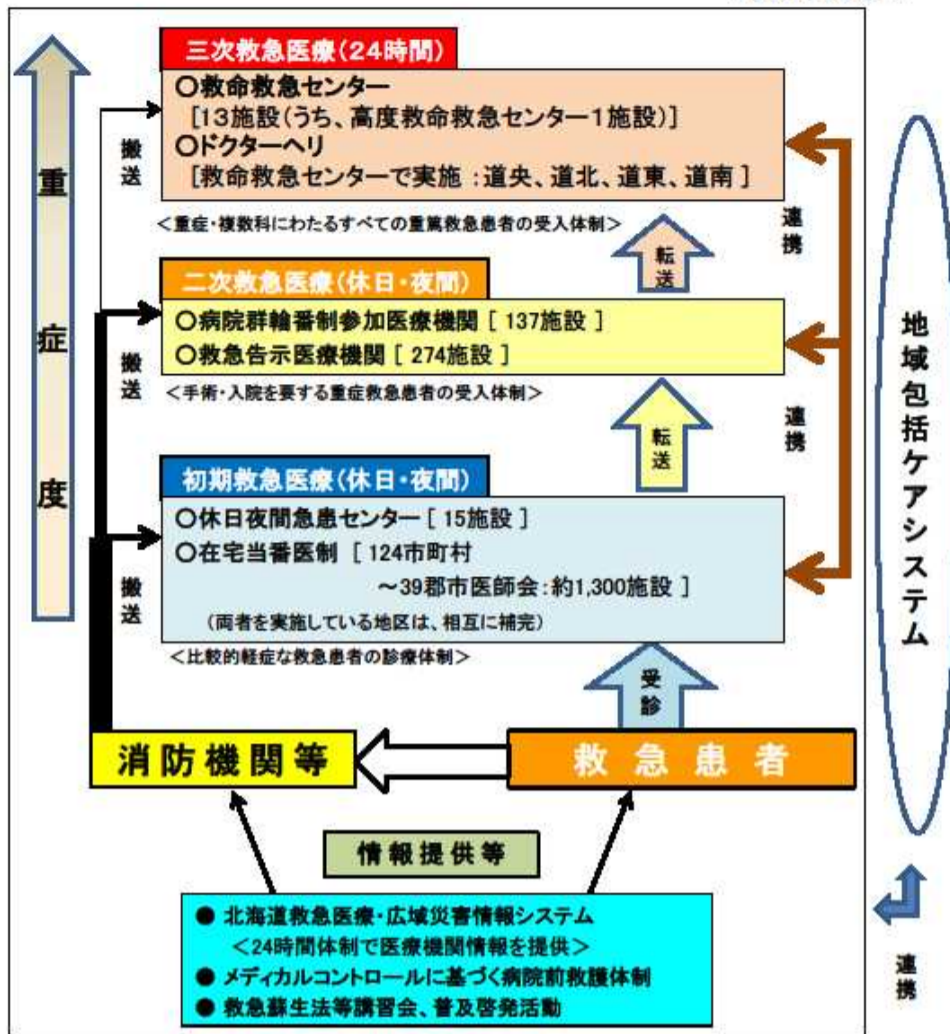 三次救急医療(24時間)
○救命救急センター
[13施設(うち、高度救命救急センター1施設)]
○ドクターヘリ
[救命救急センターで実施 :道央、道北、道東、道南 ]
<重症・複数科にわたるすべての重篤救急患者の受入体制>
搬送
連携
転送
重症度
二次救急医療(休日・夜間)
○病院群輪番制参加医療機関 [ 137施設 ]
○救急告示医療機関 [ 274施設 ]
<手術・入院を要する重症救急患者の受入体制>
搬送
連携
転送
初期救急医療(休日・夜間)
○休日夜間急患センター [ 15施設 ]
○在宅当番医制 [ 124市町村
~39郡市医師会:約1,300施設 ]
(両者を実施している地区は、相互に補完)
<比較的軽症な救急患者の診療体制>
搬送
受診
地域包括ケアシステム
消防機関等
救急患者
情報提供等
● 北海道救急医療・広域災害情報システム
<24時間体制で医療機関情報を提供>
● メディカルコントロールに基づく病院前救護体制
● 救急蘇生法等講習会、普及啓発活動
連携